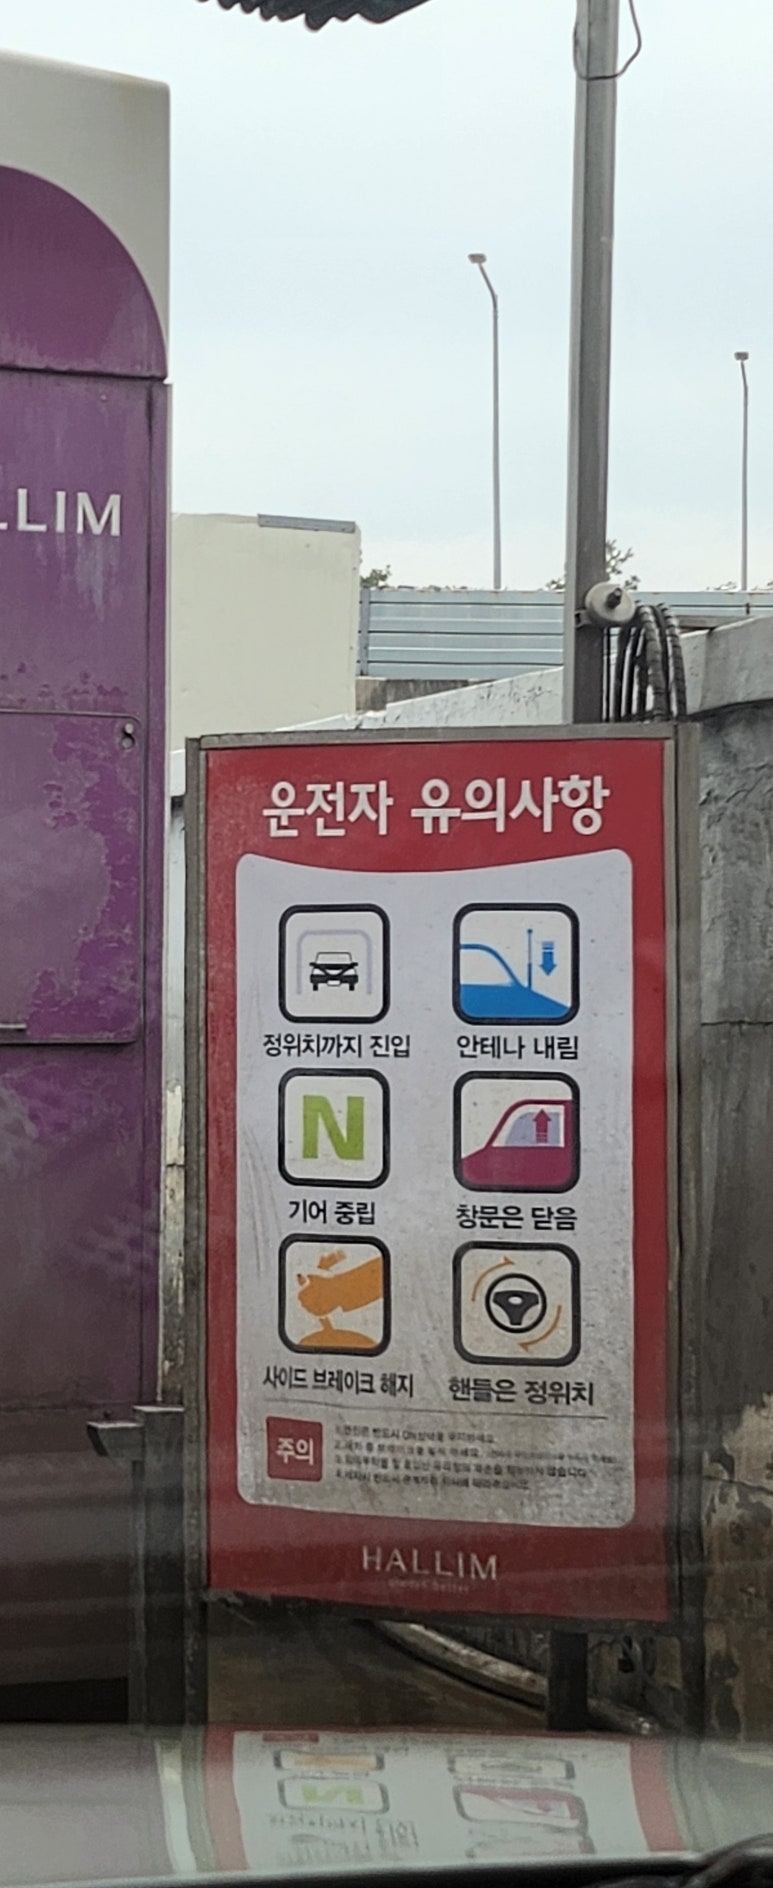 LLIM
운전자 유의사항
정위치까지 진입
안테나 내림
N
기어 중립
창문은 닫음
사이드 브레이크 해지
핸들은 정위치
주의
HALLIM